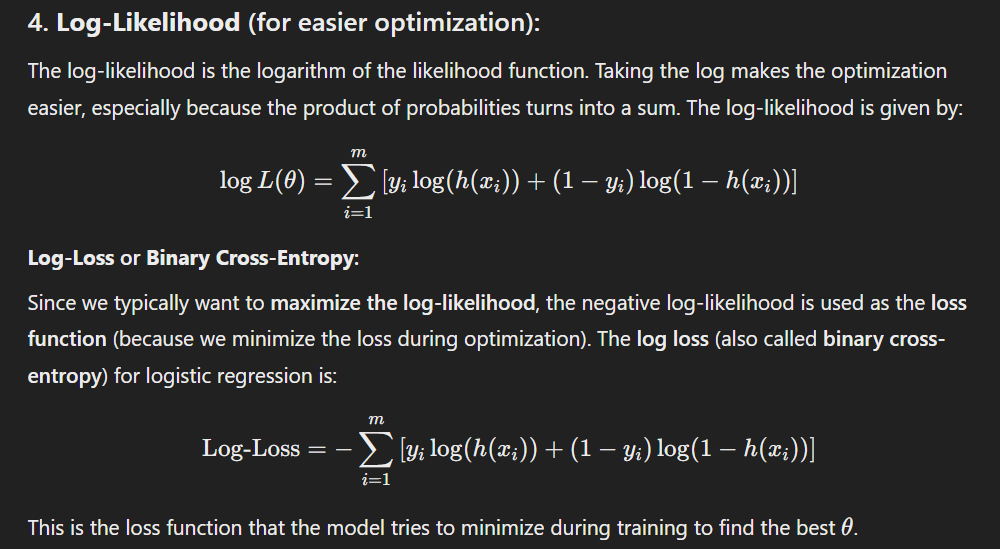 4. Log-Likelihood (for easier optimization):
The log-likelihood is the logarithm of the likelihood function. Taking the log makes the optimization
easier, especially because the product of probabilities turns into a sum. The log-likelihood is given by:
log L(θ) = ∑_{i=1}^{m} [y_i log(h(x_i)) + (1 − y_i) log(1 − h(x_i))]
Log-Loss or Binary Cross-Entropy:
Since we typically want to maximize the log-likelihood, the negative log-likelihood is used as the loss
function (because we minimize the loss during optimization). The log loss (also called binary cross-
entropy) for logistic regression is:
Log-Loss = − ∑_{i=1}^{m} [y_i log(h(x_i)) + (1 − y_i) log(1 − h(x_i))]
This is the loss function that the model tries to minimize during training to find the best θ.